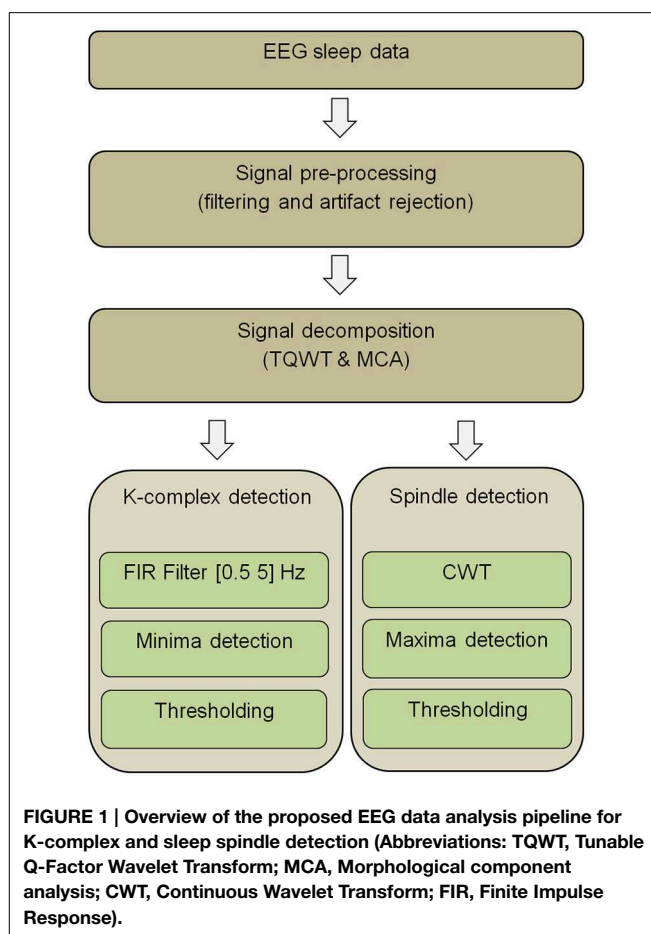 EEG sleep data
Signal pre-processing
(filtering and artifact rejection)
Signal decomposition
(TQWT & MCA)
K-complex detection
FIR Filter [0.5 5] Hz
Minima detection
Thresholding
Spindle detection
CWT
Maxima detection
Thresholding
FIGURE 1 | Overview of the proposed EEG data analysis pipeline for
K-complex and sleep spindle detection (Abbreviations: TQWT, Tunable
Q-Factor Wavelet Transform; MCA, Morphological component
analysis; CWT, Continuous Wavelet Transform; FIR, Finite Impulse
Response).